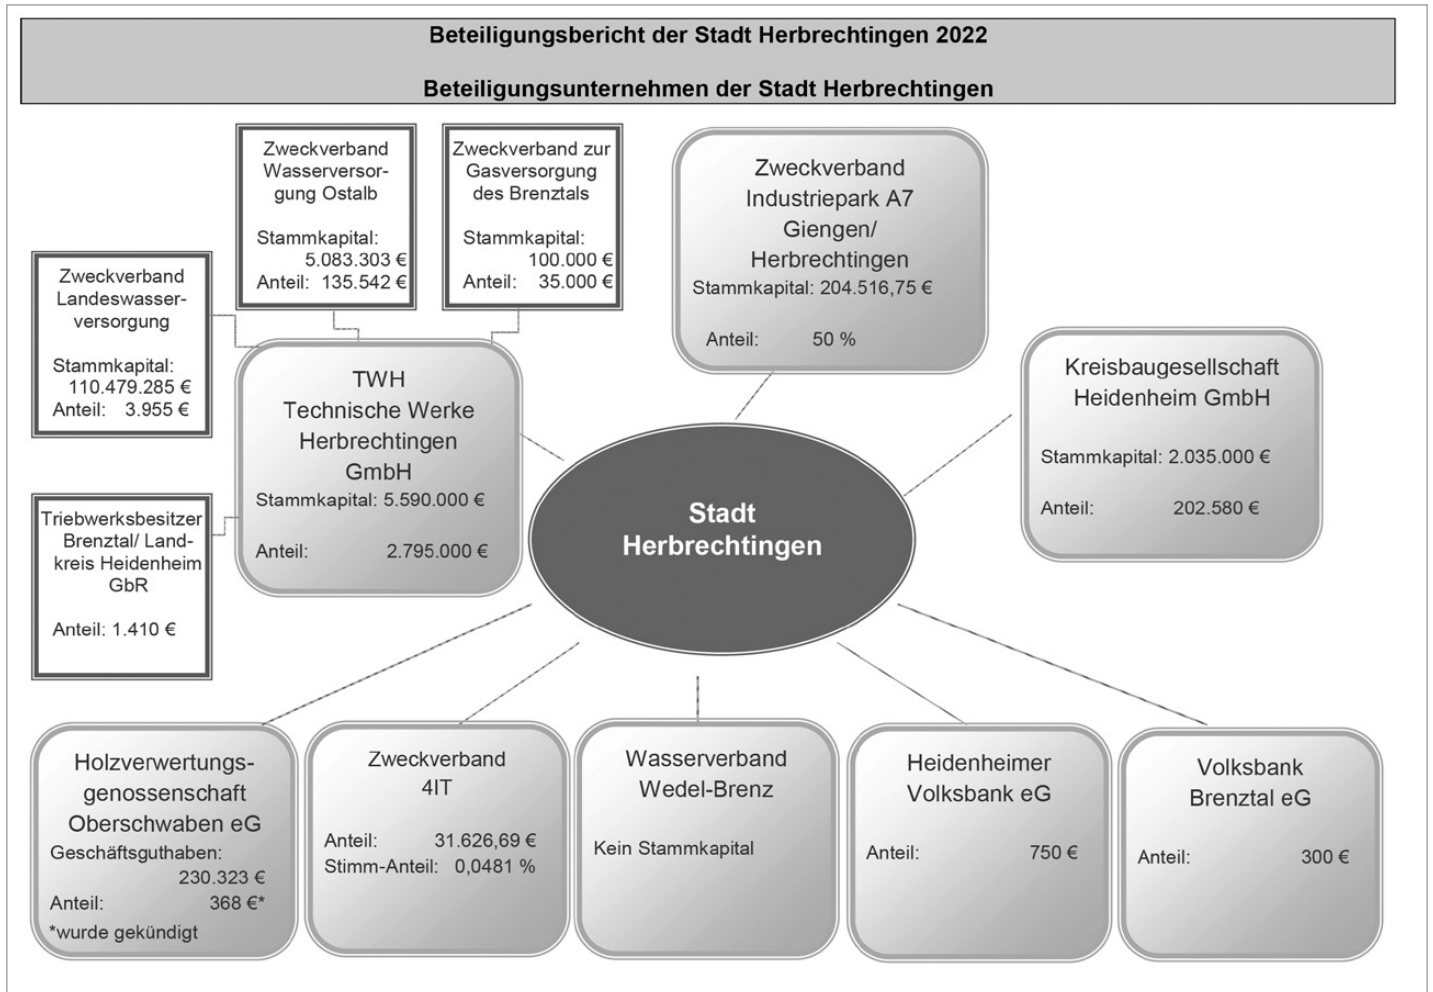 Beteiligungsbericht der Stadt Herbrechtingen 2022
Beteiligungsunternehmen der Stadt Herbrechtingen
Zweckverband
Wasserversor-
gung Ostalb
Stammkapital:
5.083.303 €
Anteil: 135.542 €
Zweckverband zur
Gasversorgung
des Brenztals
Stammkapital:
100.000 €
Anteil: 35.000 €
Zweckverband
Industriepark A7
Giengen/
Herbrechtingen
Stammkapital: 204.516,75 €
Anteil: 50 %
Zweckverband
Landeswasser-
versorgung
Stammkapital:
110.479.285 €
Anteil: 3.955 €
TWH
Technische Werke
Herbrechtingen
GmbH
Stammkapital: 5.590.000 €
Anteil: 2.795.000 €
Kreisbaugesellschaft
Heidenheim GmbH
Stammkapital: 2.035.000 €
Anteil: 202.580 €
Triebwerksbesitzer
Brenztal/ Land-
kreis Heidenheim
GbR
Anteil: 1.410 €
Stadt
Herbrechtingen
Holzverwertungs-
genossenschaft
Oberschwaben eG
Geschäftsguthaben:
230.323 €
Anteil: 368 €*
*wurde gekündigt
Zweckverband
4IT
Anteil: 31.626,69 €
Stimm-Anteil: 0,0481 %
Wasserverband
Wedel-Brenz
Kein Stammkapital
Heidenheimer
Volksbank eG
Anteil: 750 €
Volksbank
Brenztal eG
Anteil: 300 €